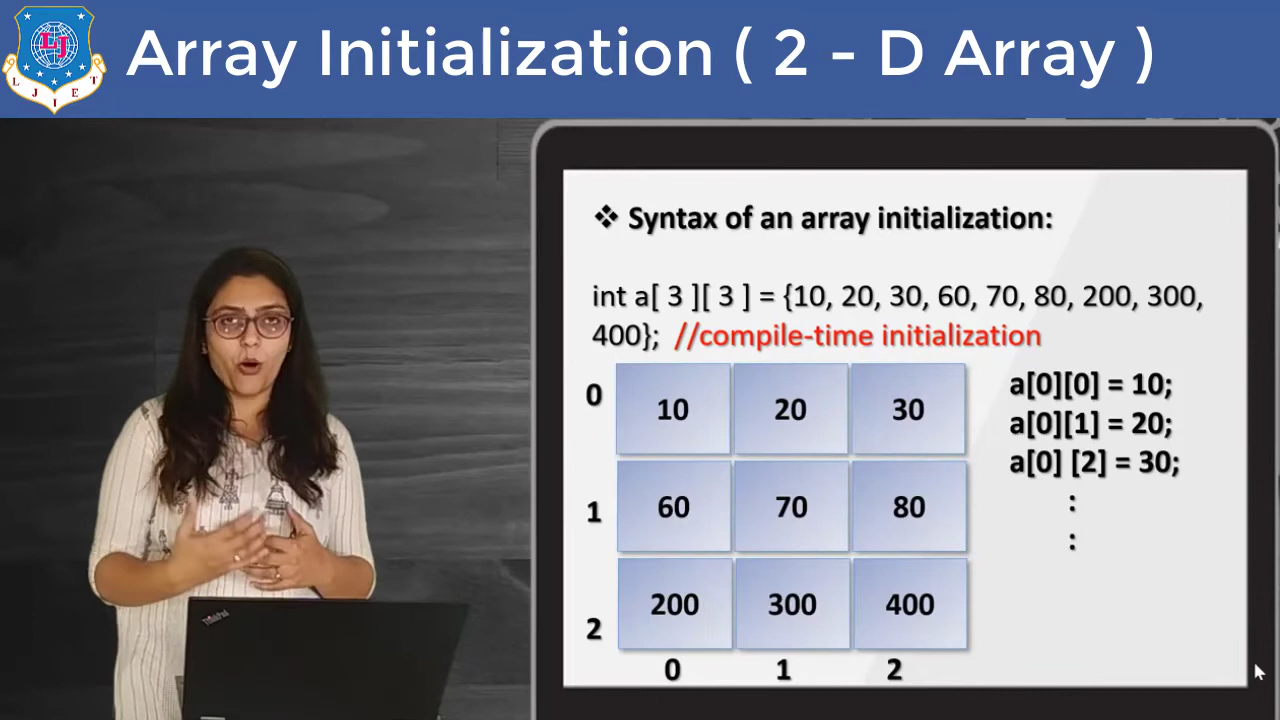 Array Initialization ( 2 - D Array )
LJ
L J I E T
❖ Syntax of an array initialization:
int a[ 3 ][ 3 ] = {10, 20, 30, 60, 70, 80, 200, 300,
400}; //compile-time initialization
0 10 20 30
1 60 70 80
2 200 300 400
0 1 2
a[0][0] = 10;
a[0][1] = 20;
a[0] [2] = 30;
:
:
ThinkPad